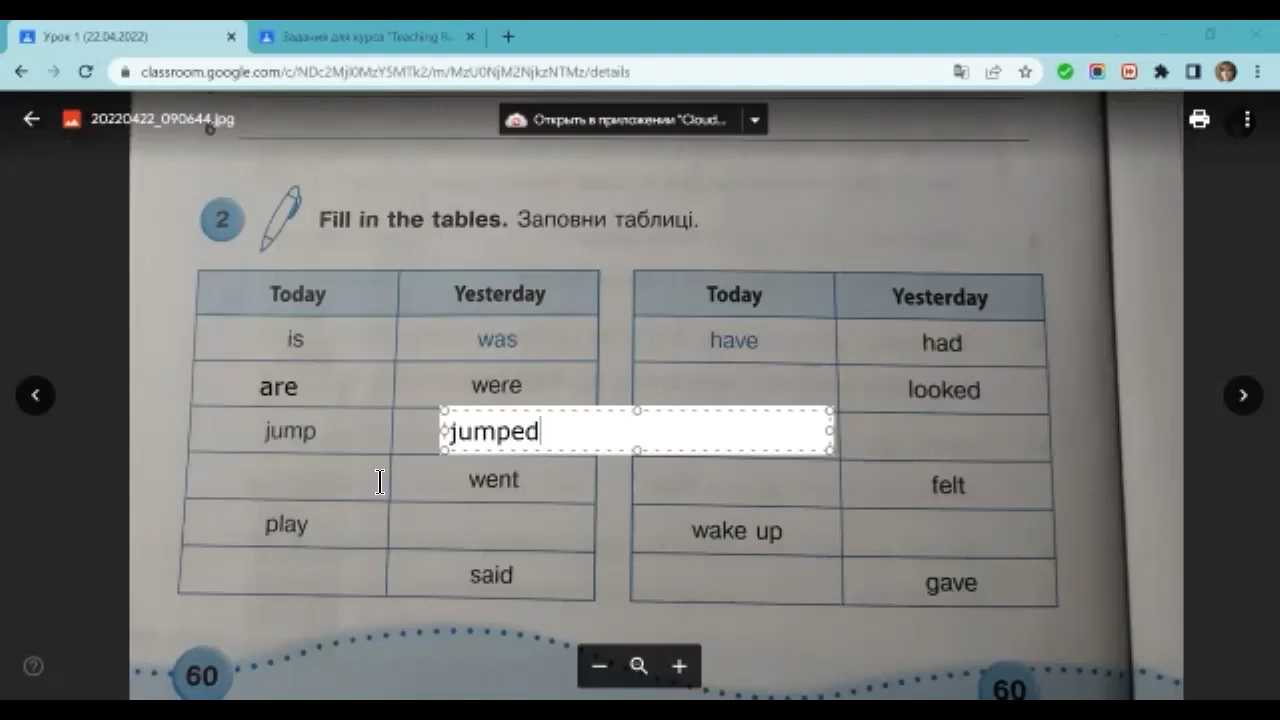 Урок 1 (22.04.2022)
Задания для курса "Teaching R
classroom.google.com/c/NDc2MjI0MzY5MTk2/m/MzU0NjM2NjkzNTMz/details
20220422_090644.jpg
Открыть в приложении "Cloud...
2 Fill in the tables. Заповни таблиці.
Today Yesterday Today Yesterday
is was have had
are were looked
jump jumped
went felt
play wake up
said gave
60 60